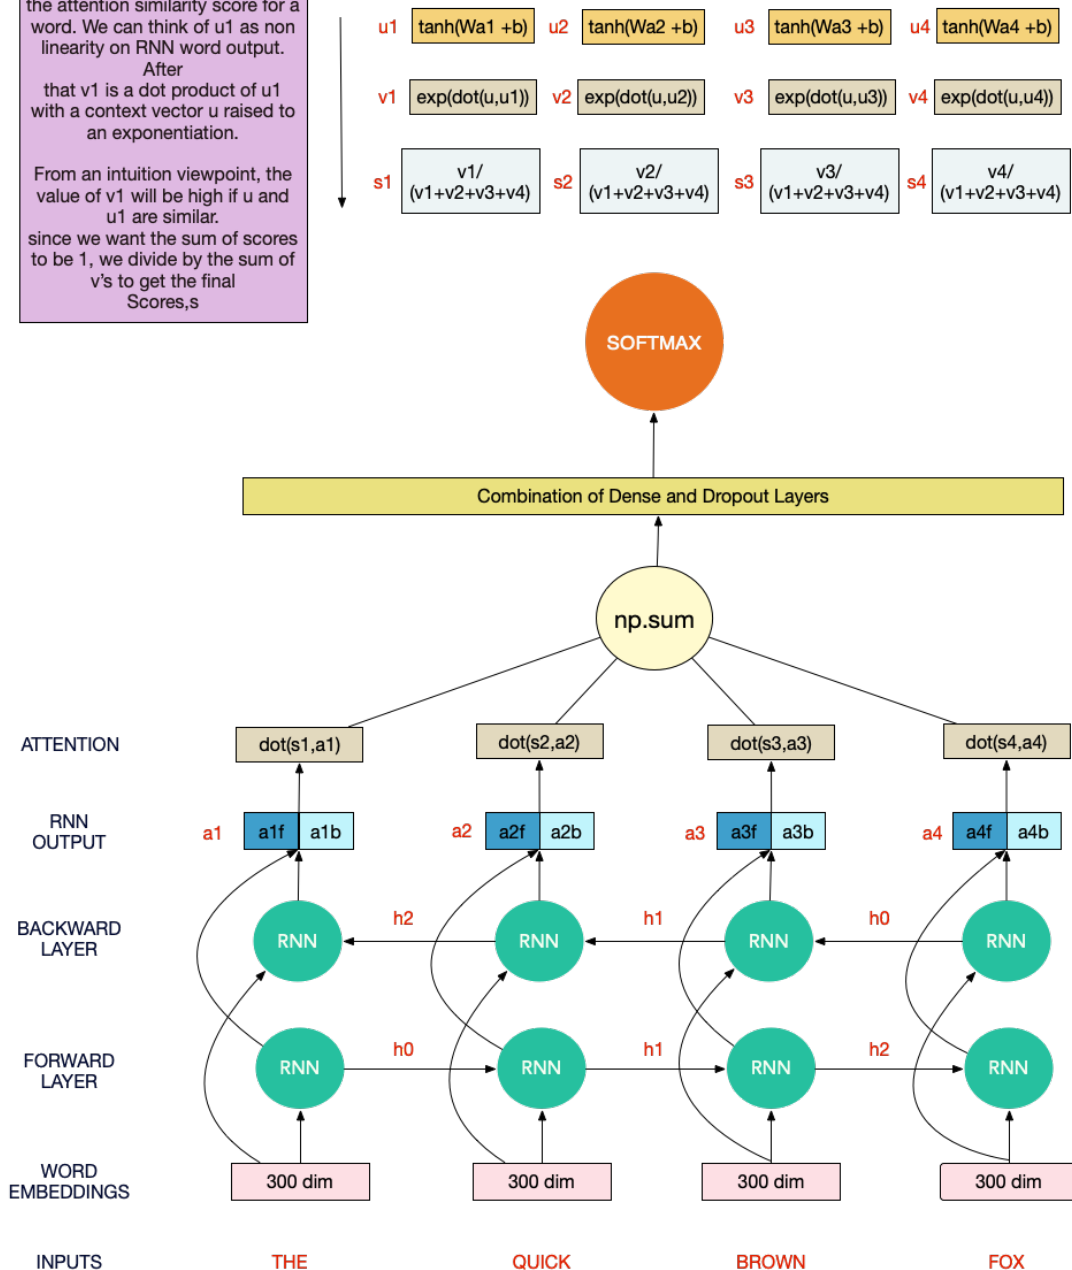 the attention similarity score for a
word. We can think of u1 as non
linearity on RNN word output.
After
that v1 is a dot product of u1
with a context vector u raised to
an exponentiation.
From an intuition viewpoint, the
value of v1 will be high if u and
u1 are similar.
since we want the sum of scores
to be 1, we divide by the sum of
v's to get the final
Scores,s
u1 tanh(Wa1 +b) u2 tanh(Wa2 +b) u3 tanh(Wa3 +b) u4 tanh(Wa4 +b)
v1 exp(dot(u,u1)) v2 exp(dot(u,u2)) v3 exp(dot(u,u3)) v4 exp(dot(u,u4))
s1 v1/ s2 v2/ s3 v3/ s4 v4/
(v1+v2+v3+v4) (v1+v2+v3+v4) (v1+v2+v3+v4) (v1+v2+v3+v4)
SOFTMAX
Combination of Dense and Dropout Layers
np.sum
ATTENTION dot(s1,a1) dot(s2,a2) dot(s3,a3) dot(s4,a4)
RNN
OUTPUT
a1 a1f a1b a2 a2f a2b a3 a3f a3b a4 a4f a4b
BACKWARD
LAYER
RNN h2 RNN h1 RNN h0 RNN
FORWARD
LAYER
RNN h0 RNN h1 RNN h2 RNN
WORD
EMBEDDINGS
300 dim 300 dim 300 dim 300 dim
INPUTS THE QUICK BROWN FOX